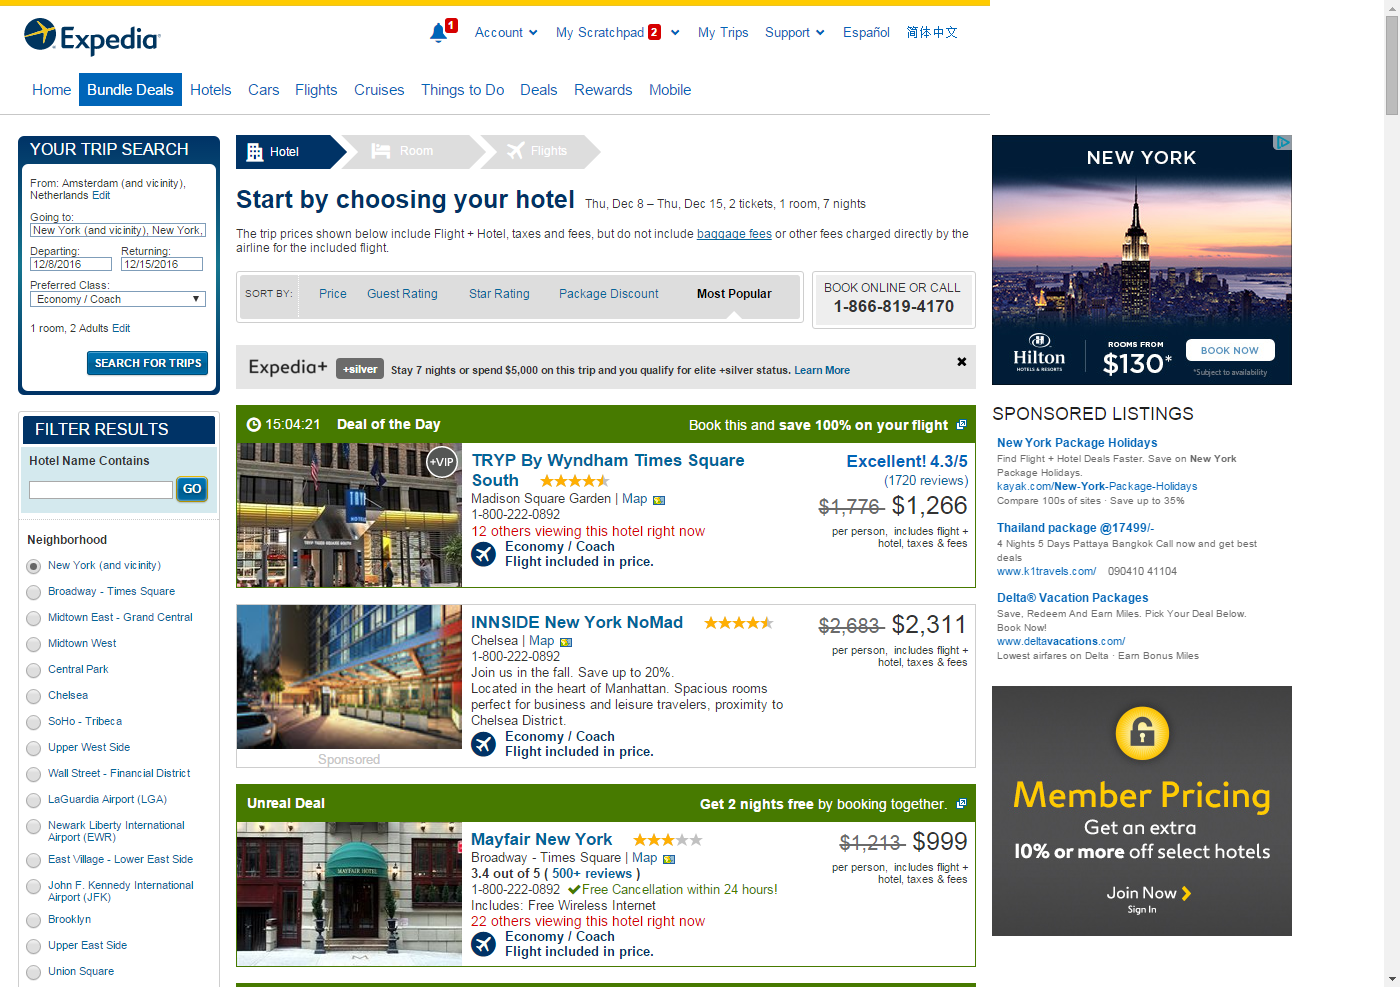 Expedia
1
Account
My Scratchpad 2
My Trips
Support
Español
简体中文
Home
Bundle Deals
Hotels
Cars
Flights
Cruises
Things to Do
Deals
Rewards
Mobile
YOUR TRIP SEARCH
From: Amsterdam (and vicinity),
Netherlands Edit
Going to:
New York (and vicinity), New York,
Departing:
Returning:
12/8/2016
12/15/2016
Preferred Class:
Economy / Coach
1 room, 2 Adults Edit
SEARCH FOR TRIPS
FILTER RESULTS
Hotel Name Contains
GO
Neighborhood
New York (and vicinity)
Broadway - Times Square
Midtown East - Grand Central
Midtown West
Central Park
Chelsea
SoHo - Tribeca
Upper West Side
Wall Street - Financial District
LaGuardia Airport (LGA)
Newark Liberty International
Airport (EWR)
East Village - Lower East Side
John F. Kennedy International
Airport (JFK)
Brooklyn
Upper East Side
Union Square
Hotel
Room
Flights
Start by choosing your hotel Thu, Dec 8 – Thu, Dec 15, 2 tickets, 1 room, 7 nights
The trip prices shown below include Flight + Hotel, taxes and fees, but do not include baggage fees or other fees charged directly by the
airline for the included flight.
SORT BY:
Price
Guest Rating
Star Rating
Package Discount
Most Popular
BOOK ONLINE OR CALL
1-866-819-4170
Expedia+ +silver Stay 7 nights or spend $5,000 on this trip and you qualify for elite +silver status. Learn More
15:04:21 Deal of the Day
Book this and save 100% on your flight
+VIP
TRYP By Wyndham Times Square
South
Madison Square Garden | Map
1-800-222-0892
12 others viewing this hotel right now
Economy / Coach
Flight included in price.
Excellent! 4.3/5
(1720 reviews)
$1,776 $1,266
per person, includes flight +
hotel, taxes & fees
INNSIDE New York NoMad
Chelsea | Map
1-800-222-0892
Join us in the fall. Save up to 20%.
Located in the heart of Manhattan. Spacious rooms
perfect for business and leisure travelers, proximity to
Chelsea District.
Economy / Coach
Flight included in price.
$2,683 $2,311
per person, includes flight +
hotel, taxes & fees
Sponsored
Unreal Deal
Get 2 nights free by booking together.
MAYFAIR HOTEL
Mayfair New York
Broadway - Times Square | Map
3.4 out of 5 ( 500+ reviews )
1-800-222-0892 Free Cancellation within 24 hours!
Includes: Free Wireless Internet
22 others viewing this hotel right now
Economy / Coach
Flight included in price.
$1,213 $999
per person, includes flight +
hotel, taxes & fees
NEW YORK
Hilton
HOTELS & RESORTS
ROOMS FROM
$130*
BOOK NOW
*Subject to availability
SPONSORED LISTINGS
New York Package Holidays
Find Flight + Hotel Deals Faster. Save on New York
Package Holidays.
kayak.com/New-York-Package-Holidays
Compare 100s of sites · Save up to 35%
Thailand package @17499/-
4 Nights 5 Days Pattaya Bangkok Call now and get best
deals
www.k1travels.com/ 090410 41104
Delta® Vacation Packages
Save, Redeem And Earn Miles. Pick Your Deal Below.
Book Now!
www.deltavacations.com/
Lowest airfares on Delta · Earn Bonus Miles
Member Pricing
Get an extra
10% or more off select hotels
Join Now
Sign In